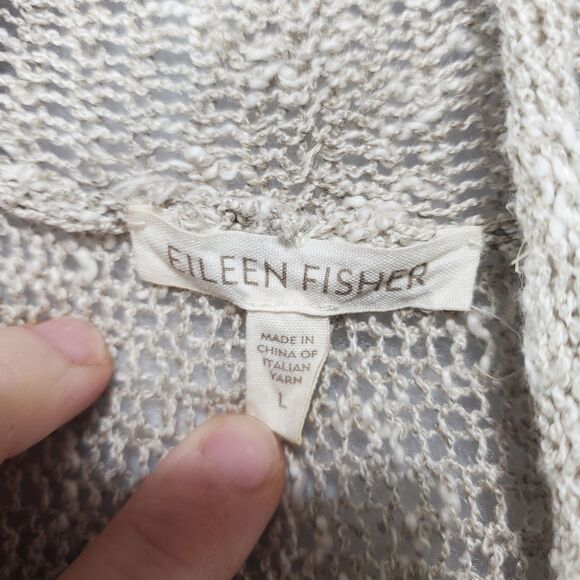 EILEEN FISHER
MADE IN
CHINA OF
ITALIAN
YARN
L